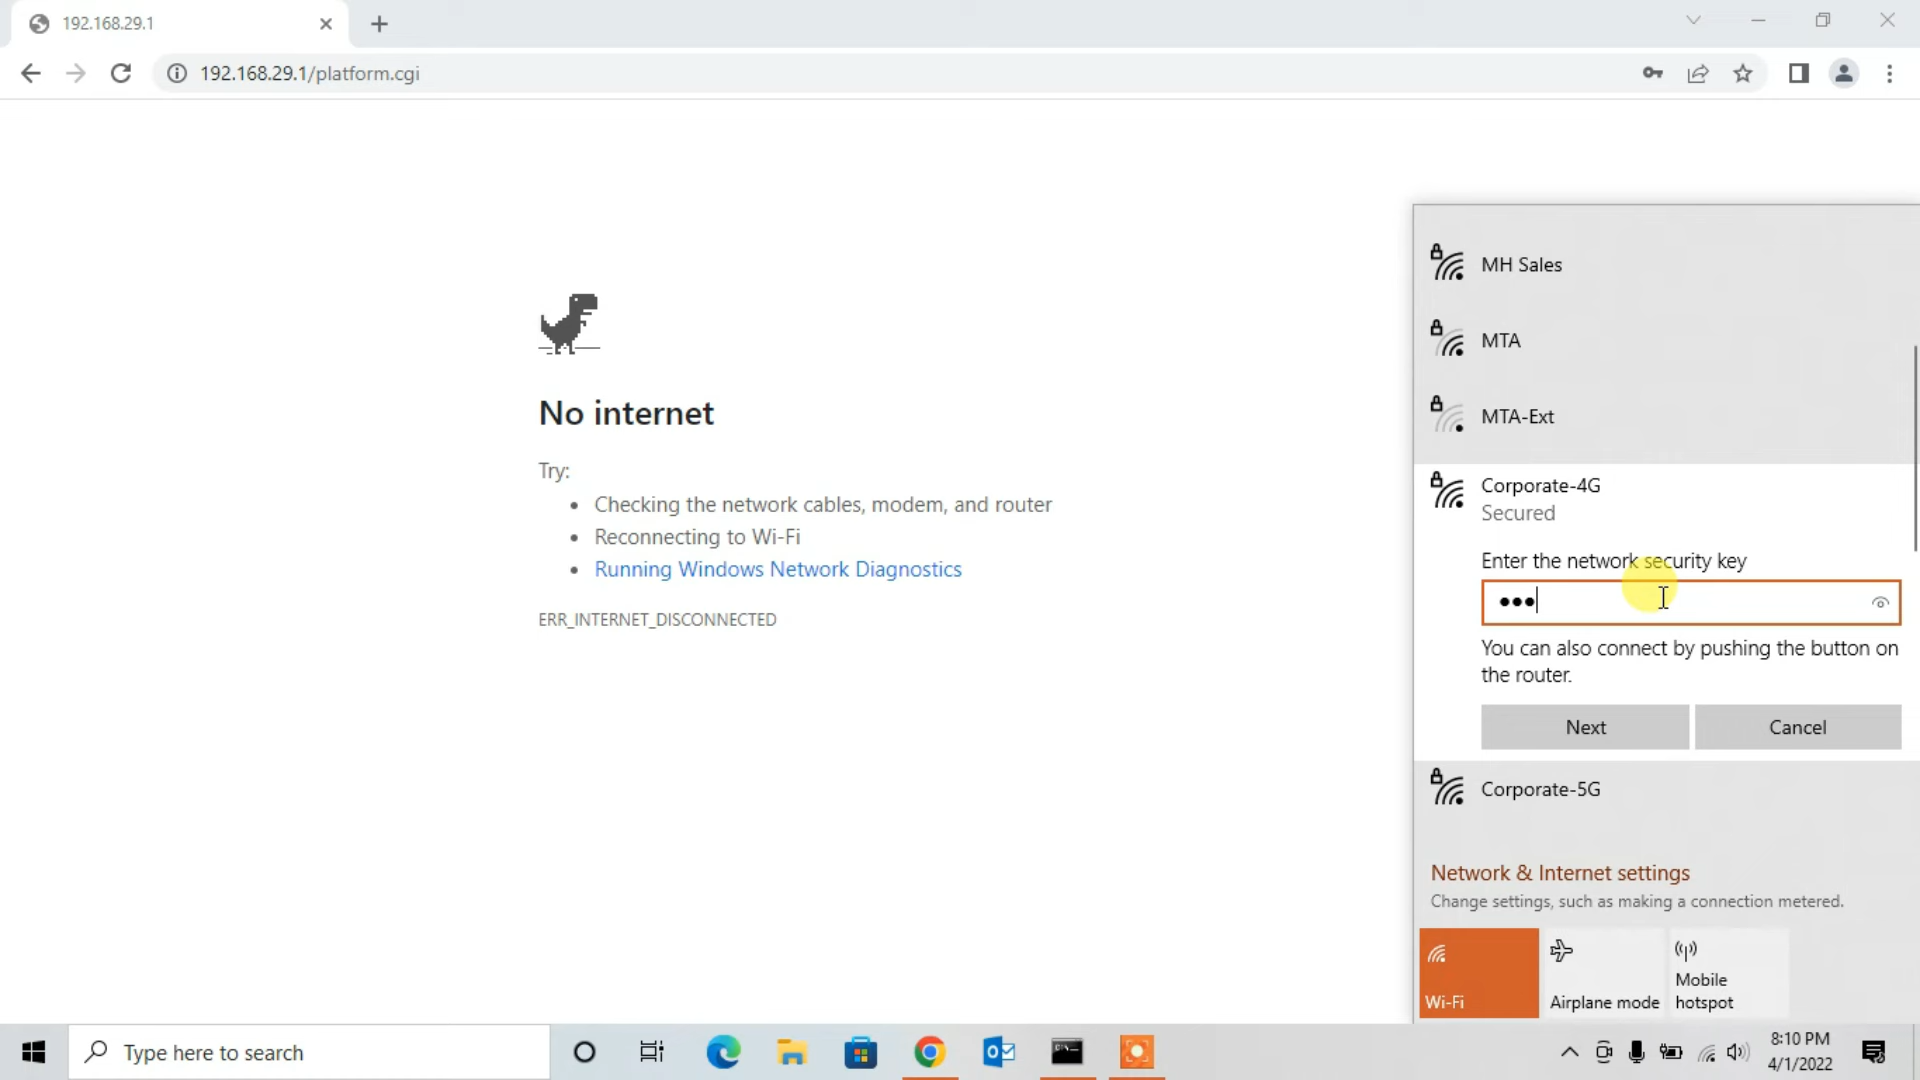 192.168.29.1
192.168.29.1/platform.cgi
No internet
Try:
Checking the network cables, modem, and router
Reconnecting to Wi-Fi
Running Windows Network Diagnostics
ERR_INTERNET_DISCONNECTED
MH Sales
MTA
MTA-Ext
Corporate-4G
Secured
Enter the network security key
You can also connect by pushing the button on
the router.
Next
Cancel
Corporate-5G
Network & Internet settings
Change settings, such as making a connection metered.
Wi-Fi
Airplane mode
Mobile
hotspot
Type here to search
8:10 PM
4/1/2022